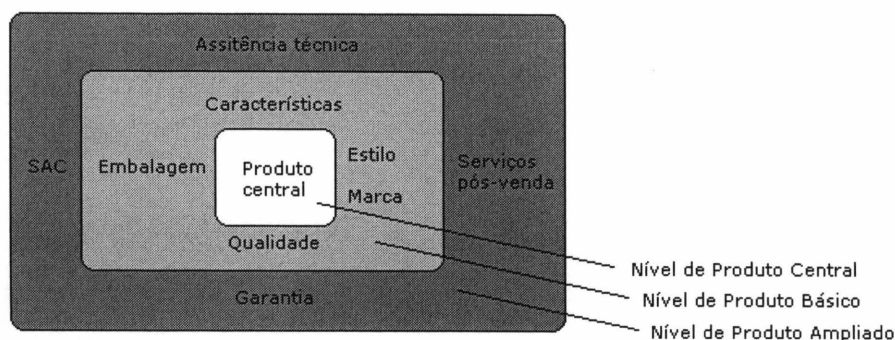 Assitência técnica
Características
SAC
Embalagem
Produto
central
Estilo
Marca
Serviços
pós-venda
Qualidade
Garantia
Nível de Produto Central
Nível de Produto Básico
Nível de Produto Ampliado